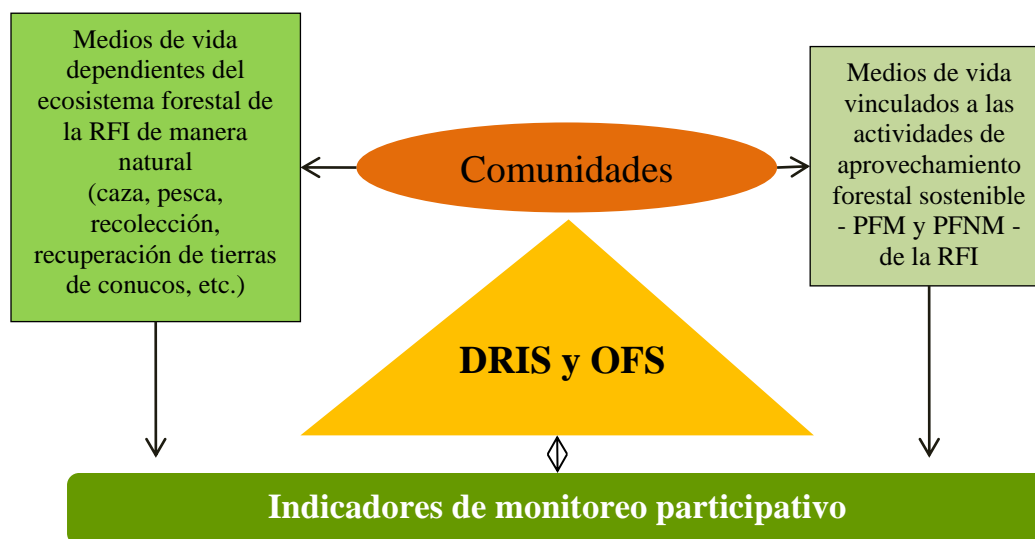 Medios de vida
dependientes del
ecosistema forestal de
la RFI de manera
natural
(caza, pesca,
recolección,
recuperación de tierras
de conucos, etc.)
Comunidades
Medios de vida
vinculados a las
actividades de
aprovechamiento
forestal sostenible
- PFM y PFNM -
de la RFI
DRIS y OFS
Indicadores de monitoreo participativo